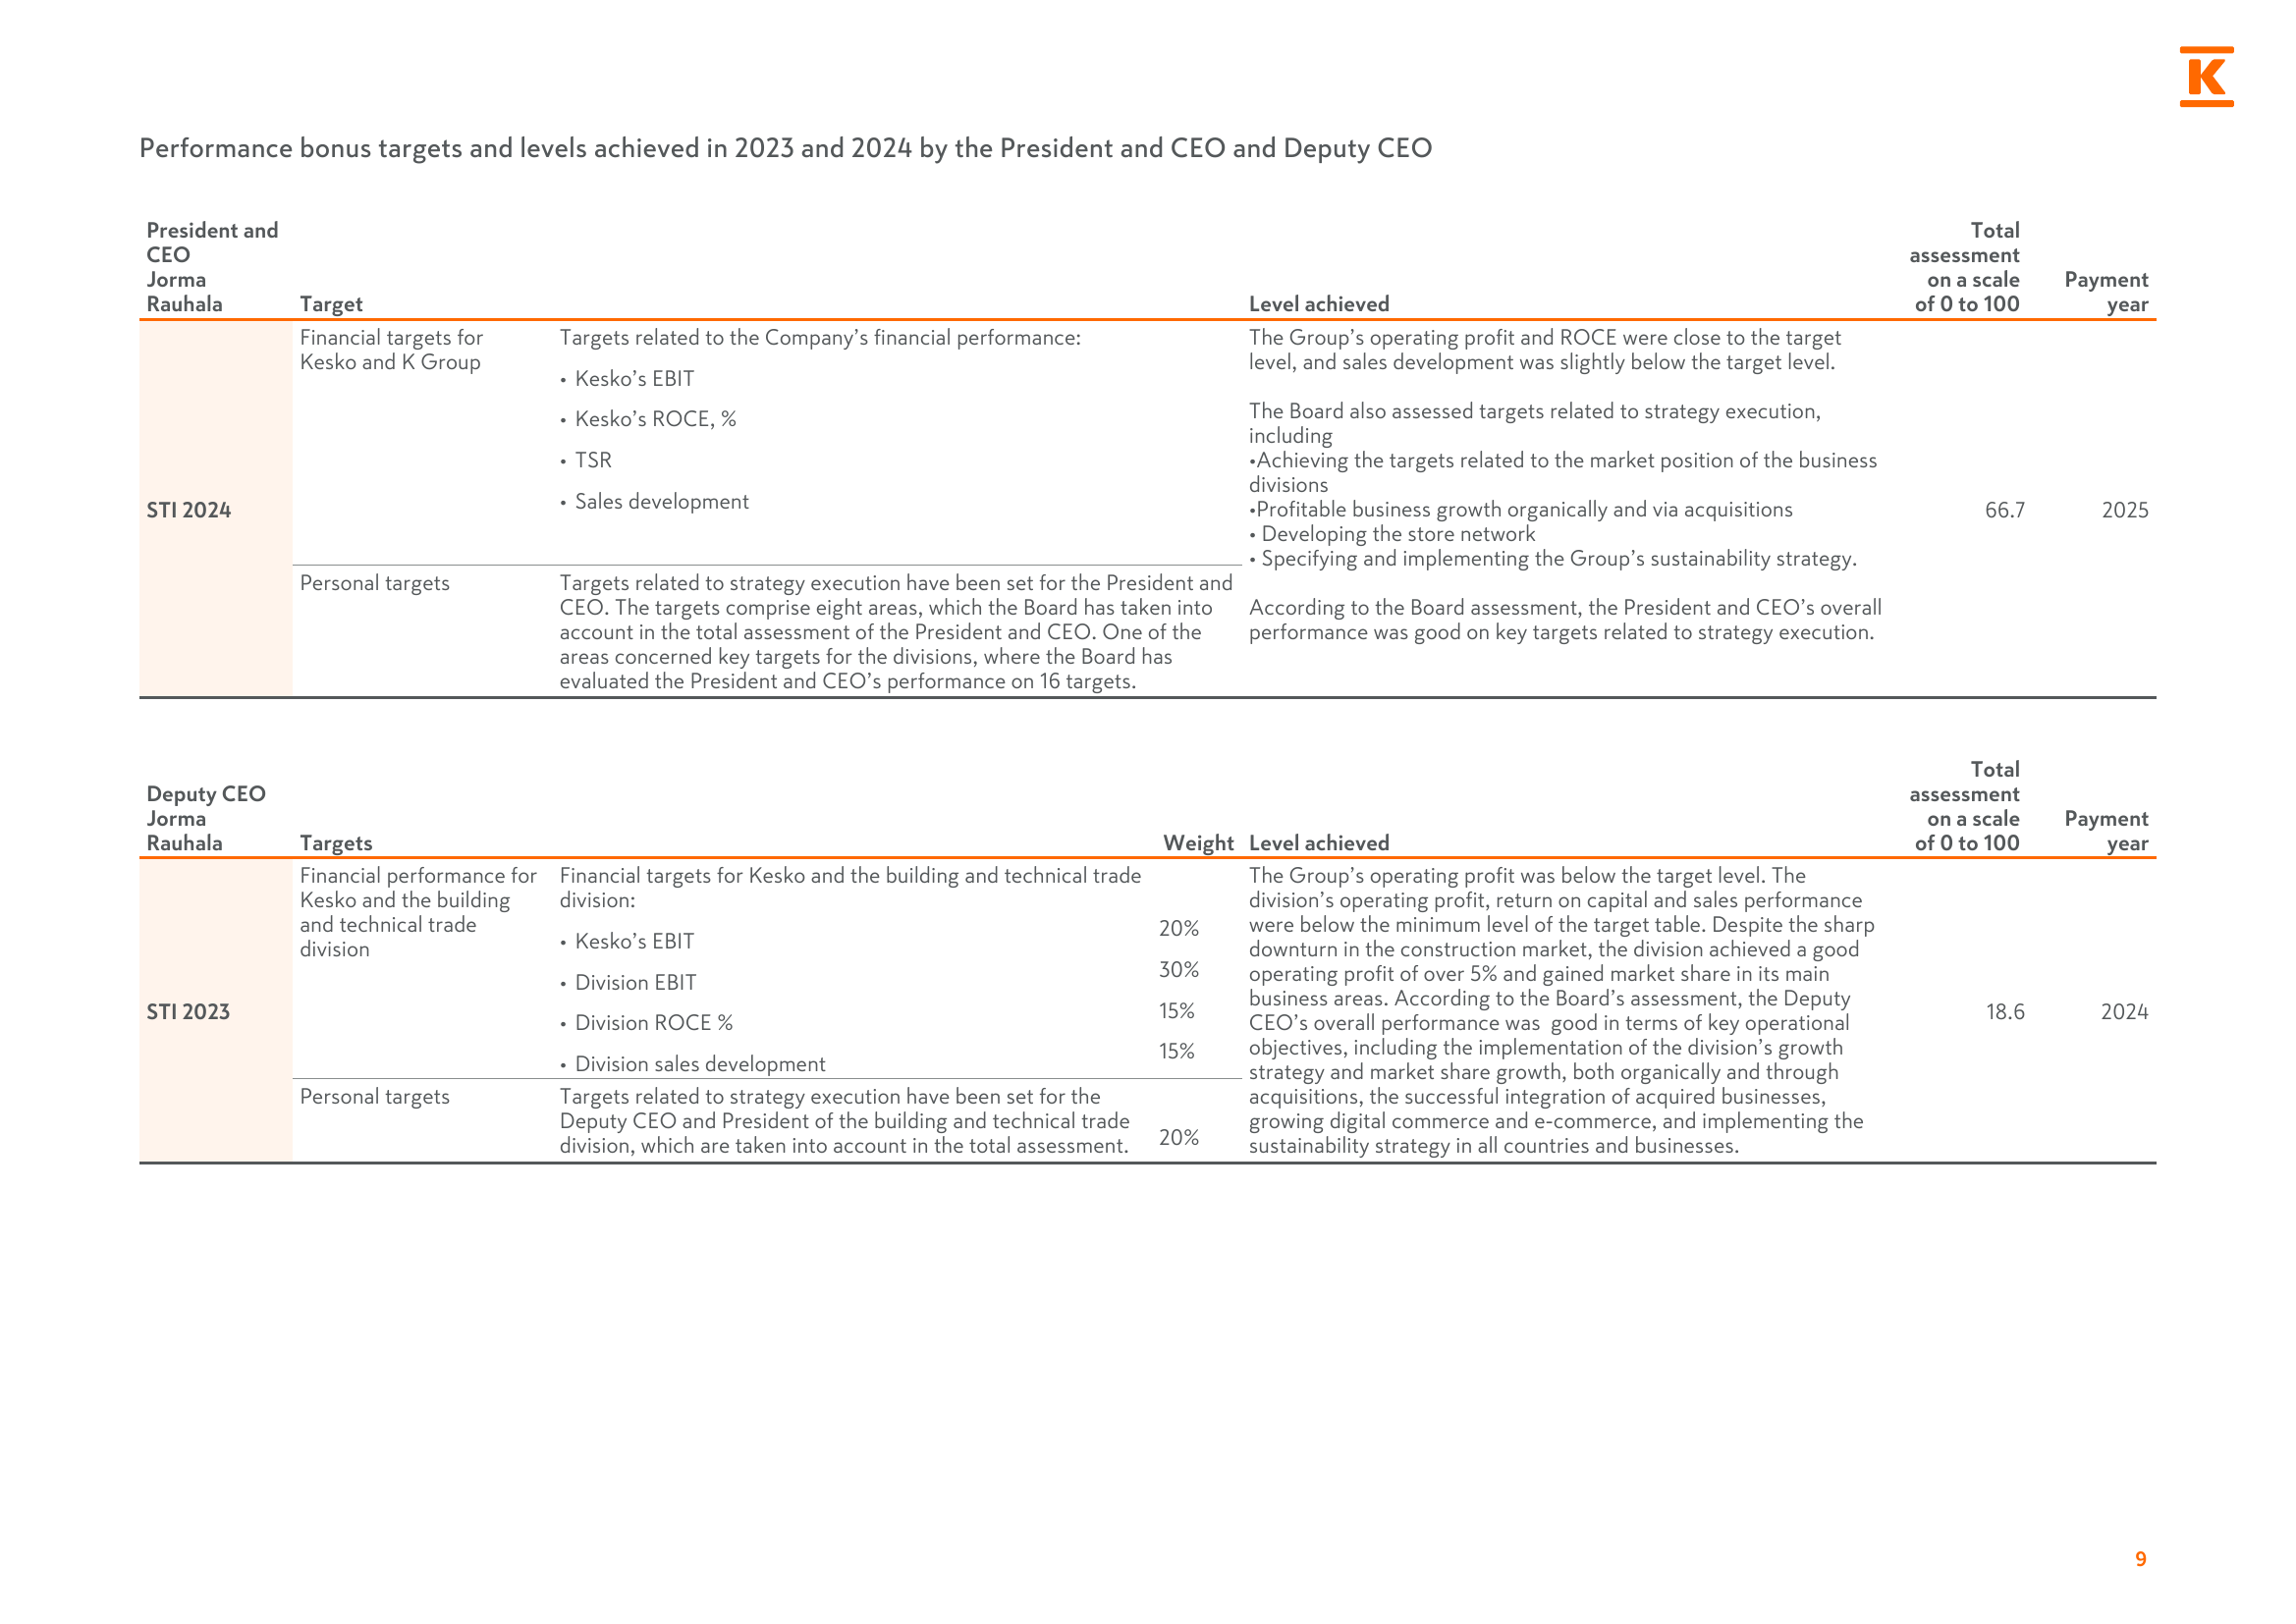 K
Performance bonus targets and levels achieved in 2023 and 2024 by the President and CEO and Deputy CEO
President and
CEO
Jorma
Rauhala
Target
Level achieved
Total
assessment
on a scale
of 0 to 100
Payment
year
STI 2024
Financial targets for
Kesko and K Group
Targets related to the Company’s financial performance:
• Kesko’s EBIT
• Kesko’s ROCE, %
• TSR
• Sales development
Personal targets
Targets related to strategy execution have been set for the President and
CEO. The targets comprise eight areas, which the Board has taken into
account in the total assessment of the President and CEO. One of the
areas concerned key targets for the divisions, where the Board has
evaluated the President and CEO’s performance on 16 targets.
The Group’s operating profit and ROCE were close to the target
level, and sales development was slightly below the target level.
The Board also assessed targets related to strategy execution,
including
•Achieving the targets related to the market position of the business
divisions
•Profitable business growth organically and via acquisitions
• Developing the store network
• Specifying and implementing the Group’s sustainability strategy.
According to the Board assessment, the President and CEO’s overall
performance was good on key targets related to strategy execution.
66.7
2025
Deputy CEO
Jorma
Rauhala
Targets
Weight
Level achieved
Total
assessment
on a scale
of 0 to 100
Payment
year
STI 2023
Financial performance for
Kesko and the building
and technical trade
division
Financial targets for Kesko and the building and technical trade
division:
• Kesko’s EBIT
• Division EBIT
• Division ROCE %
• Division sales development
20%
30%
15%
15%
Personal targets
Targets related to strategy execution have been set for the
Deputy CEO and President of the building and technical trade
division, which are taken into account in the total assessment.
20%
The Group’s operating profit was below the target level. The
division’s operating profit, return on capital and sales performance
were below the minimum level of the target table. Despite the sharp
downturn in the construction market, the division achieved a good
operating profit of over 5% and gained market share in its main
business areas. According to the Board’s assessment, the Deputy
CEO’s overall performance was  good in terms of key operational
objectives, including the implementation of the division’s growth
strategy and market share growth, both organically and through
acquisitions, the successful integration of acquired businesses,
growing digital commerce and e-commerce, and implementing the
sustainability strategy in all countries and businesses.
18.6
2024
9